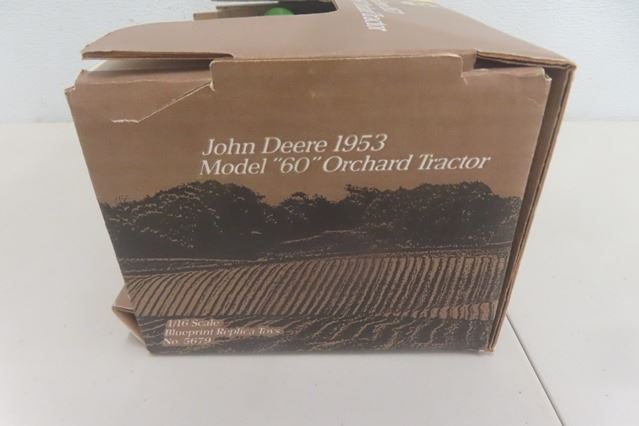 John Deere 1953
Model "60" Orchard Tractor
1/16 Scale
Blueprint Replica Toys
No. 5679